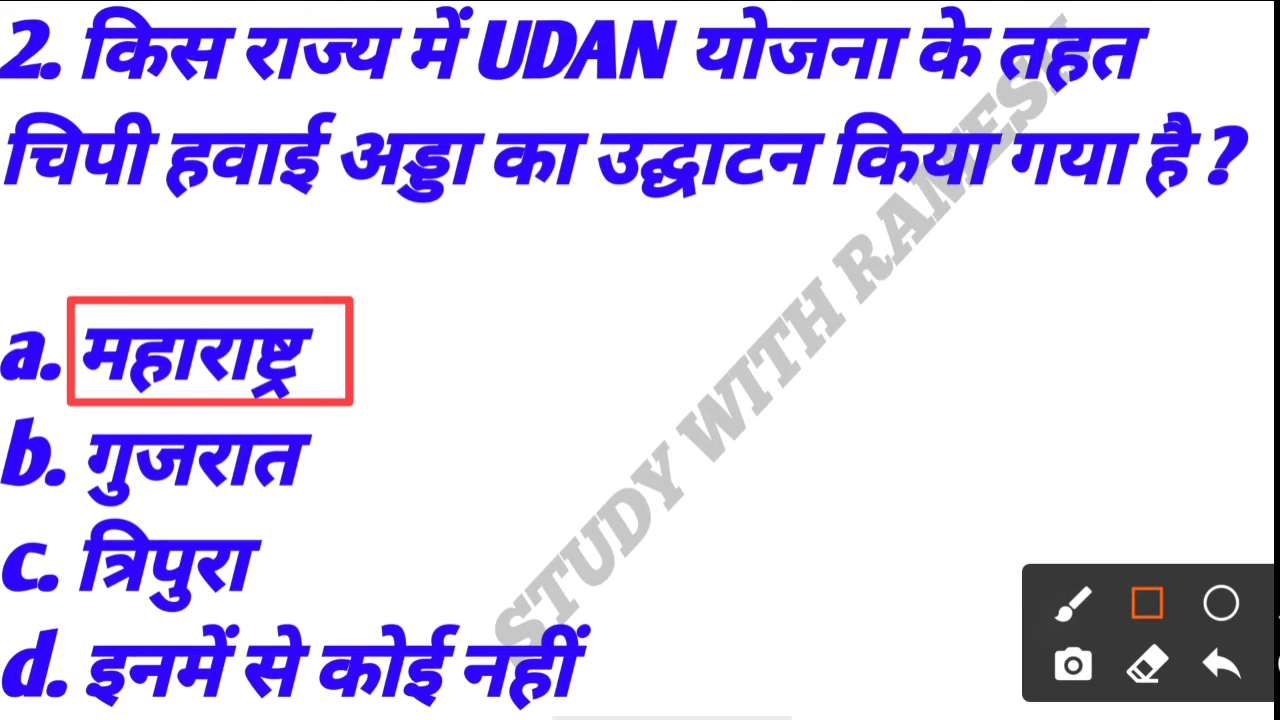 2. किस राज्य में UDAN योजना के तहत
चिपी हवाई अड्डा का उद्घाटन किया गया है ?
a. महाराष्ट्र
b. गुजरात
c. त्रिपुरा
d. इनमें से कोई नहीं
STUDY WITH RAMESH